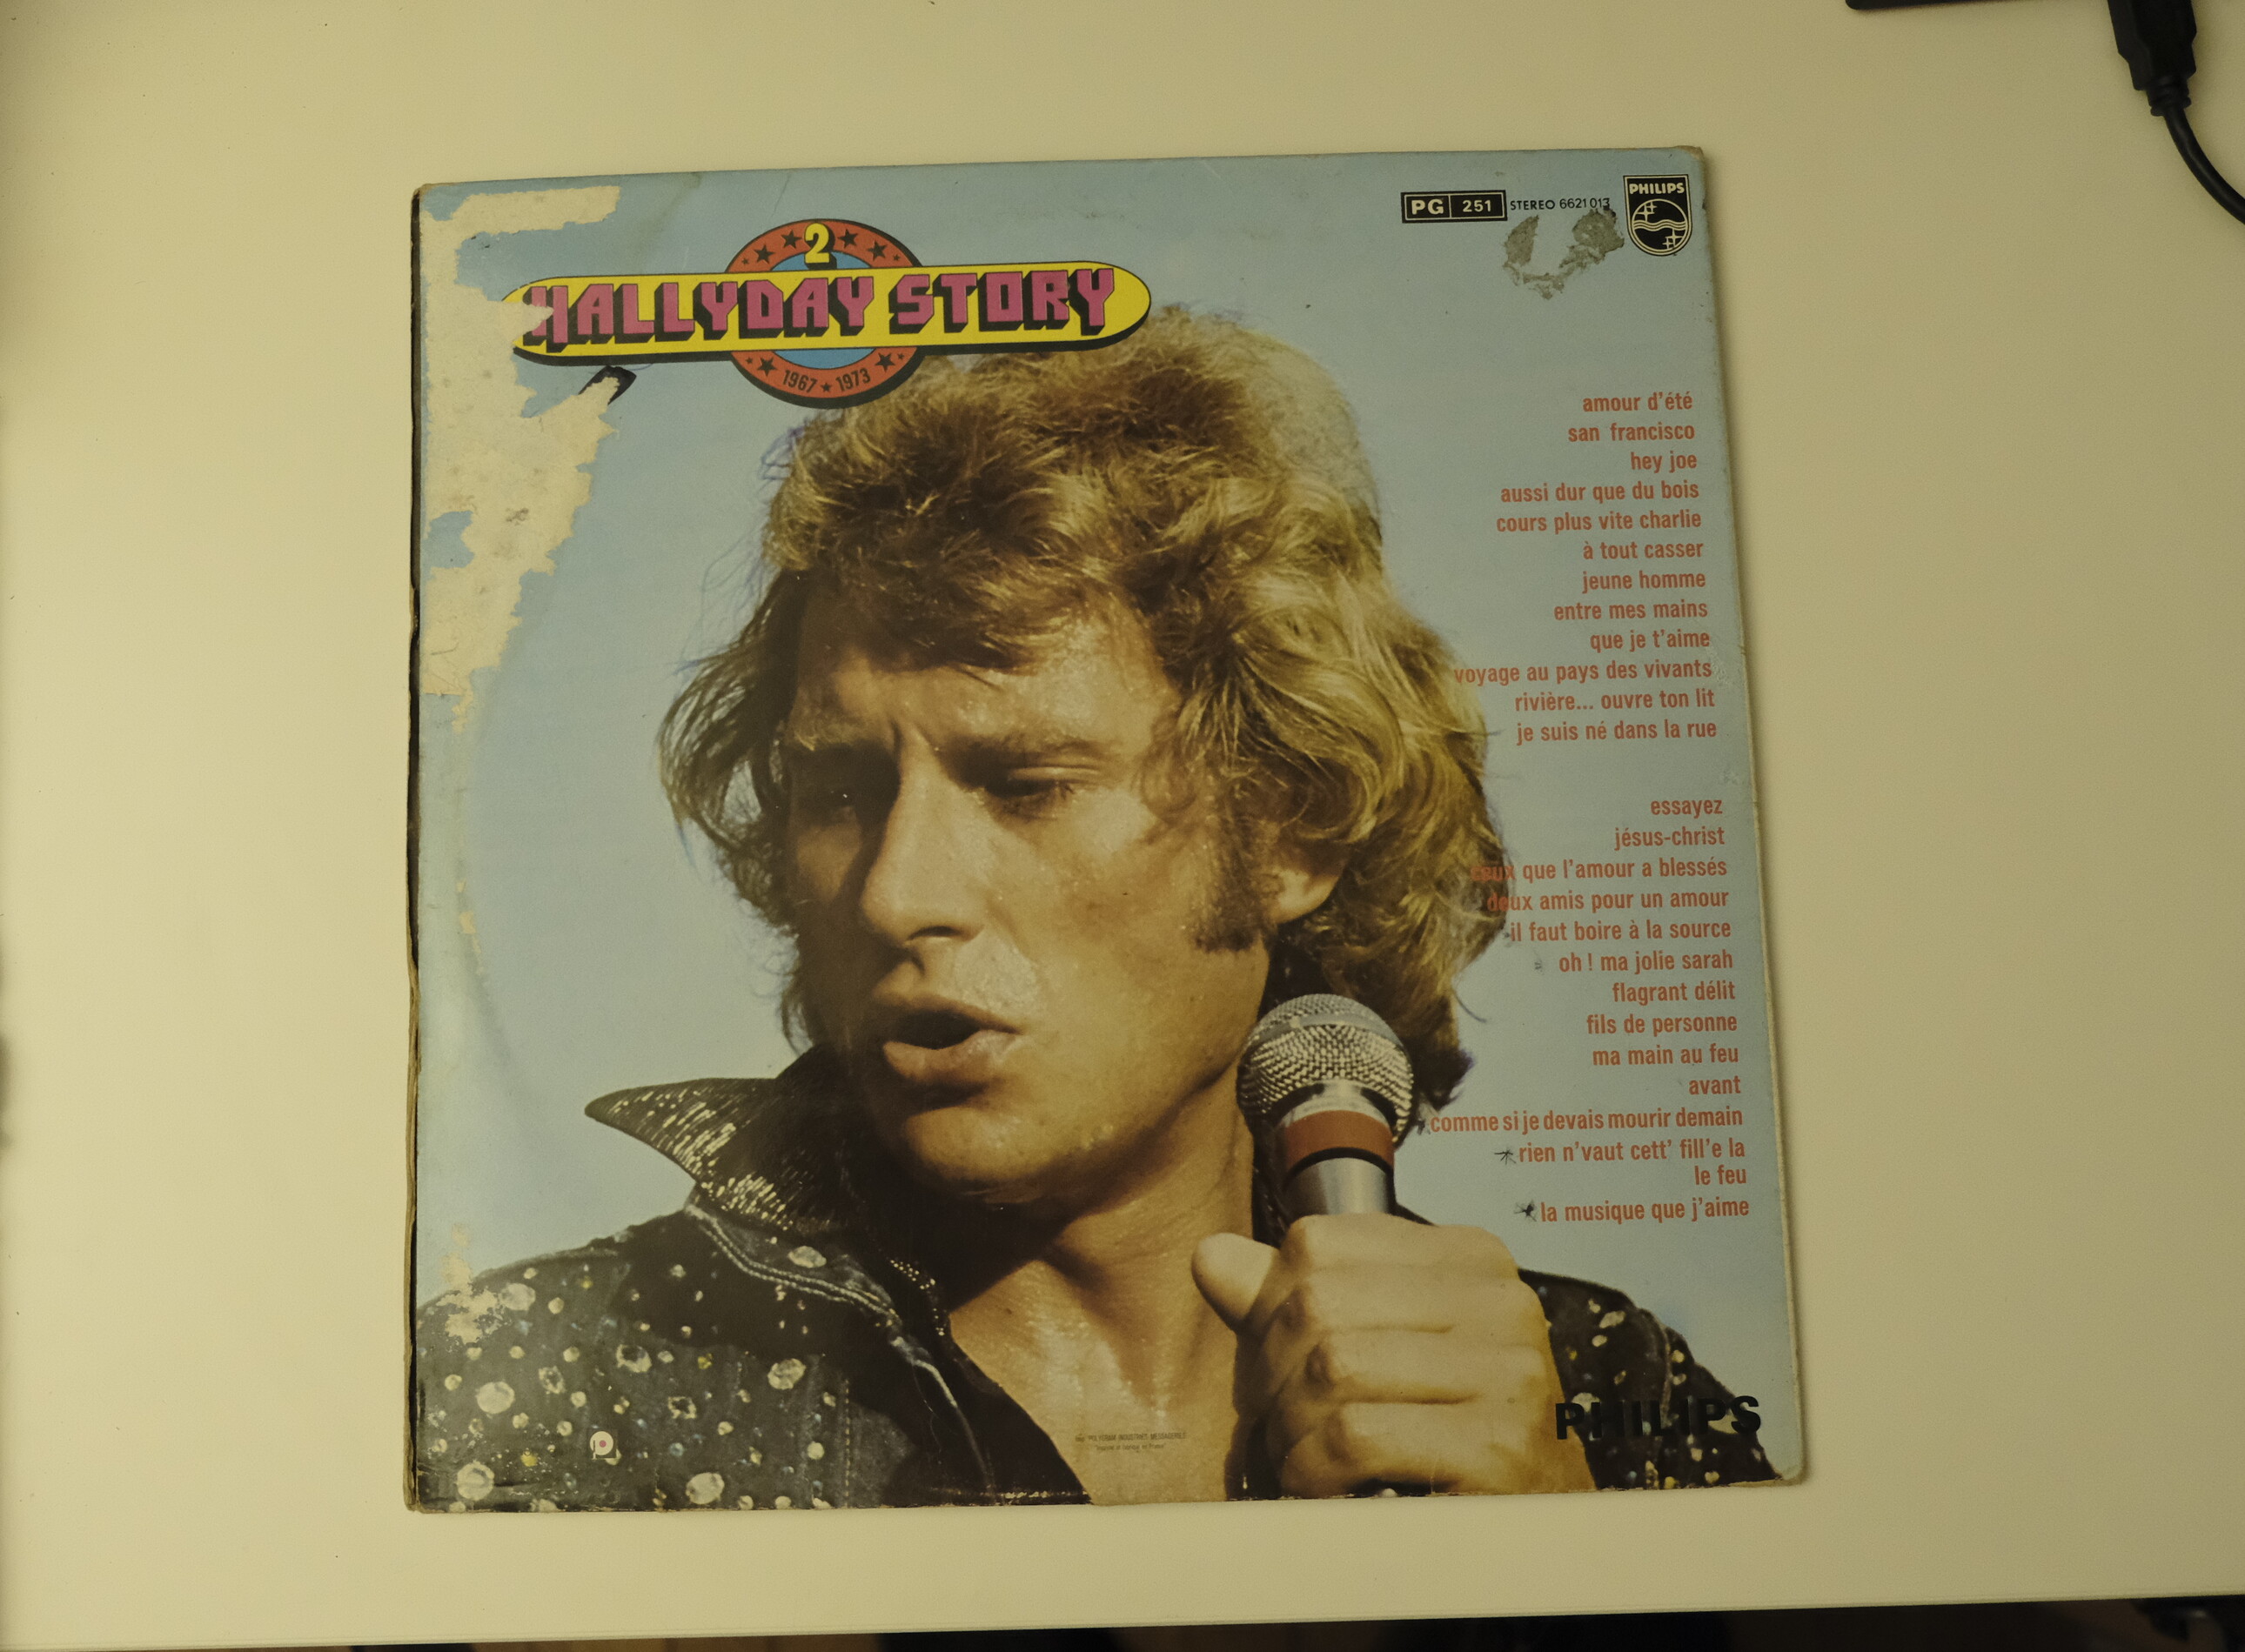 PG 251 STEREO 6621 013 PHILIPS
2
HALLYDAY STORY
1967 ★ 1973
amour d'été
san francisco
hey joe
aussi dur que du bois
cours plus vite charlie
à tout casser
jeune homme
entre mes mains
que je t'aime
voyage au pays des vivants
rivière... ouvre ton lit
je suis né dans la rue
essayez
jésus-christ
ceux que l'amour a blessés
deux amis pour un amour
il faut boire à la source
oh ! ma jolie sarah
flagrant délit
fils de personne
ma main au feu
avant
comme si je devais mourir demain
rien n'vaut cett' fill'e la
le feu
la musique que j'aime
PHILIPS